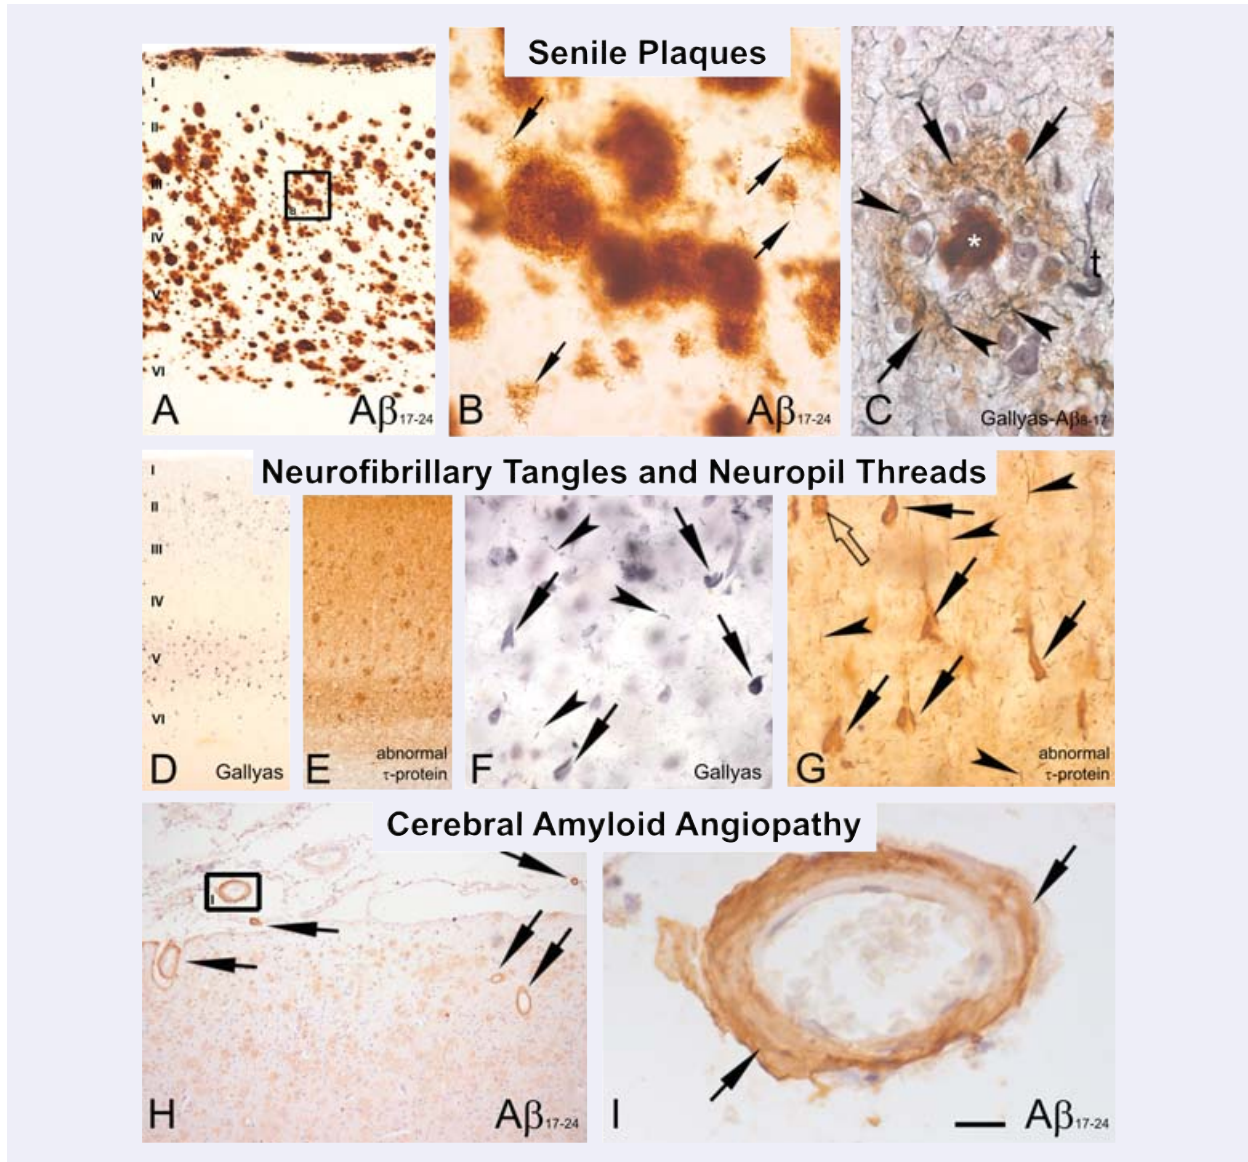 Senile Plaques
I
II
III
IV
V
VI
B
A
Aβ17-24
B
Aβ17-24
*
t
C
Gallyas-Aβ8-17
Neurofibrillary Tangles and Neuropil Threads
I
II
III
IV
V
VI
D
Gallyas
E
abnormal
τ-protein
F
Gallyas
G
abnormal
τ-protein
Cerebral Amyloid Angiopathy
I
H
Aβ17-24
I
Aβ17-24